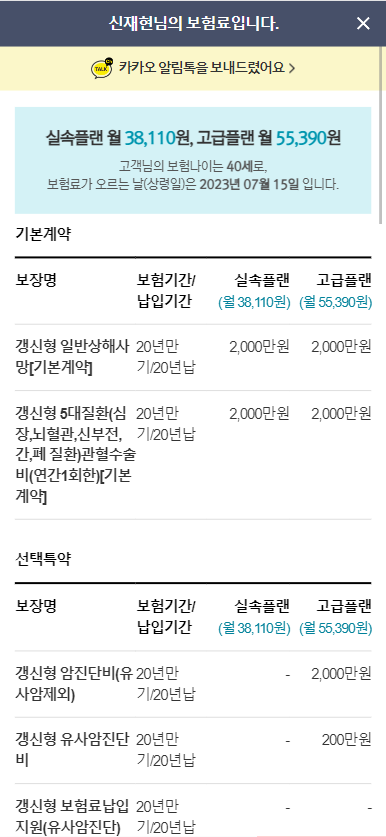 신재현님의 보험료입니다.
TALK 카카오 알림톡을 보내드렸어요
실속플랜 월 38,110원, 고급플랜 월 55,390원
고객님의 보험나이는 40세로,
보험료가 오르는 날(상령일)은 2023년 07월 15일 입니다.
기본계약
보장명 보험기간/ 실속플랜 고급플랜
납입기간 (월 38,110원) (월 55,390원)
갱신형 일반상해사 20년만 2,000만원 2,000만원
망[기본계약] 기/20년납
갱신형 5대질환(심 20년만 2,000만원 2,000만원
장,뇌혈관,신부전, 기/20년납
간,폐 질환)관혈수술
비(연간1회한)[기본
계약]
선택특약
보장명 보험기간/ 실속플랜 고급플랜
납입기간 (월 38,110원) (월 55,390원)
갱신형 암진단비(유 20년만 - 2,000만원
사암제외) 기/20년납
갱신형 유사암진단 20년만 - 200만원
비 기/20년납
갱신형 보험료납입 20년만 - -
지원(유사암진단) 기/20년납